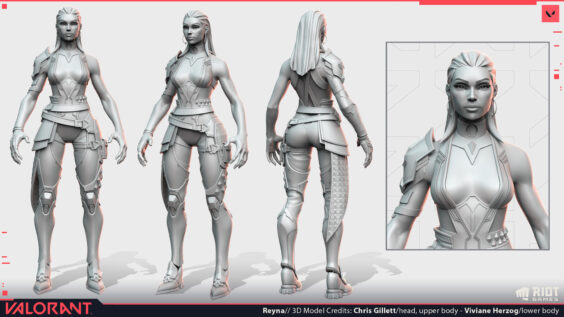 VALORANT
Reyna// 3D Model Credits: Chris Gillett/head, upper body - Viviane Herzog/lower body
RIOT
GAMES